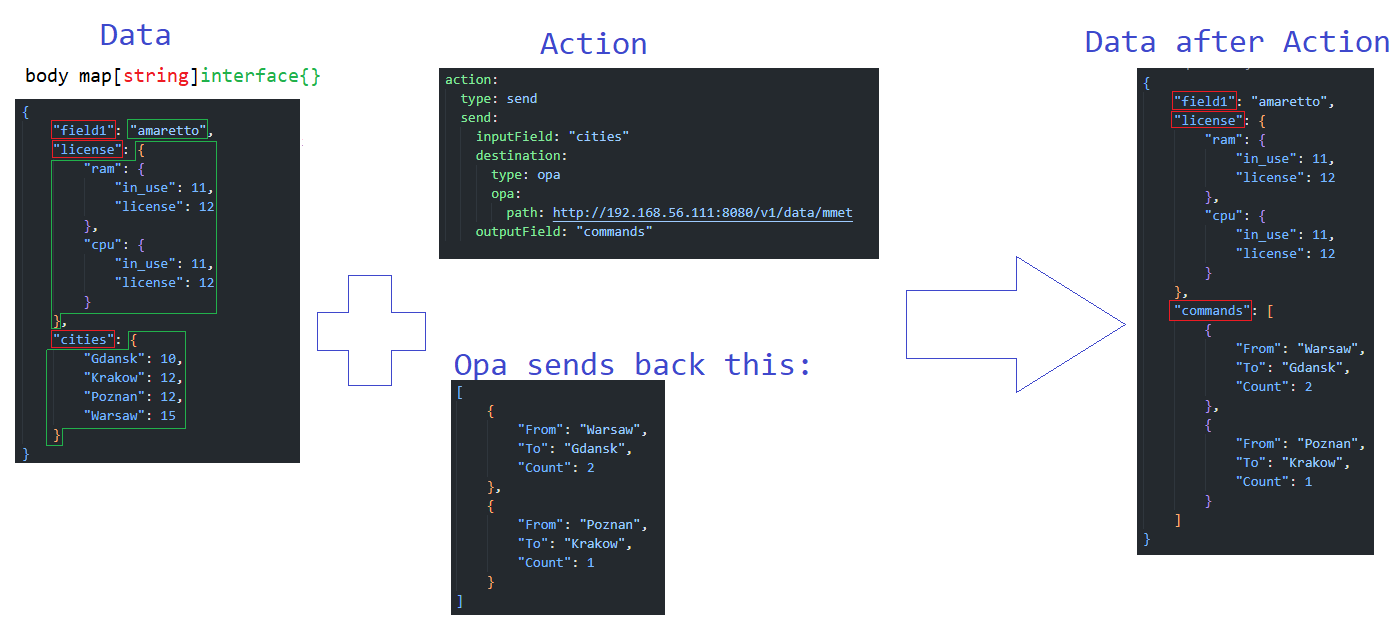 Data
body map[string]interface{}
{
"field1": "amaretto",
"license": {
"ram": {
"in_use": 11,
"license": 12
},
"cpu": {
"in_use": 11,
"license": 12
}
},
"cities": {
"Gdansk": 10,
"Krakow": 12,
"Poznan": 12,
"Warsaw": 15
}
}
Action
action:
type: send
send:
inputField: "cities"
destination:
type: opa
opa:
path: http://192.168.56.111:8080/v1/data/mmet
outputField: "commands"
Opa sends back this:
[
{
"From": "Warsaw",
"To": "Gdansk",
"Count": 2
},
{
"From": "Poznan",
"To": "Krakow",
"Count": 1
}
]
Data after Action
{
"field1": "amaretto",
"license": {
"ram": {
"in_use": 11,
"license": 12
},
"cpu": {
"in_use": 11,
"license": 12
}
},
"commands": [
{
"From": "Warsaw",
"To": "Gdansk",
"Count": 2
},
{
"From": "Poznan",
"To": "Krakow",
"Count": 1
}
]
}